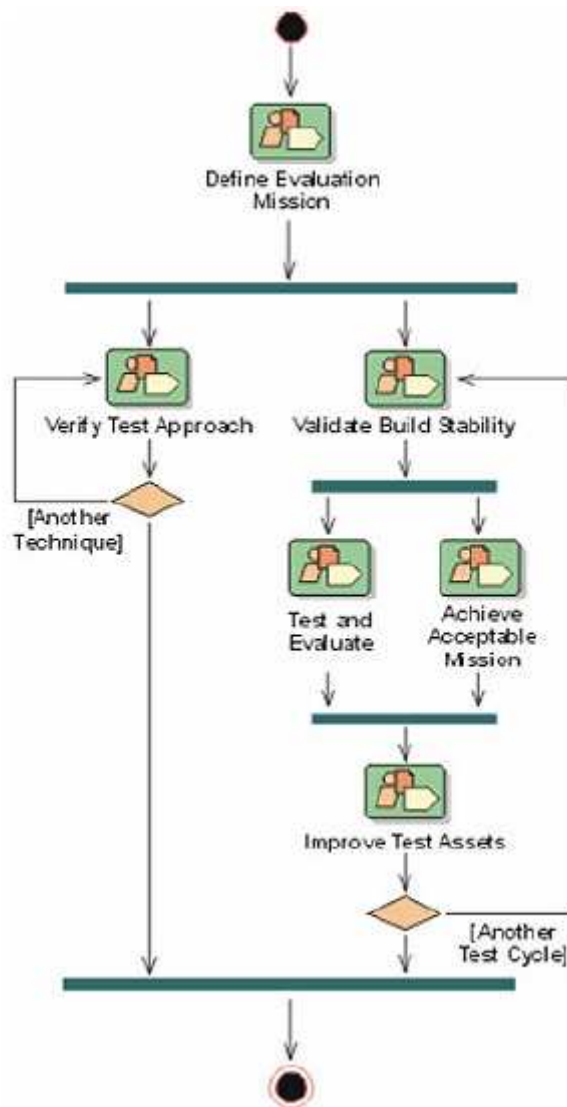 Define Evaluation
Mission
Verify Test Approach
Validate Build Stability
[Another
Technique]
Test and
Evaluate
Achieve
Acceptable
Mission
Improve Test Assets
[Another
Test Cycle]